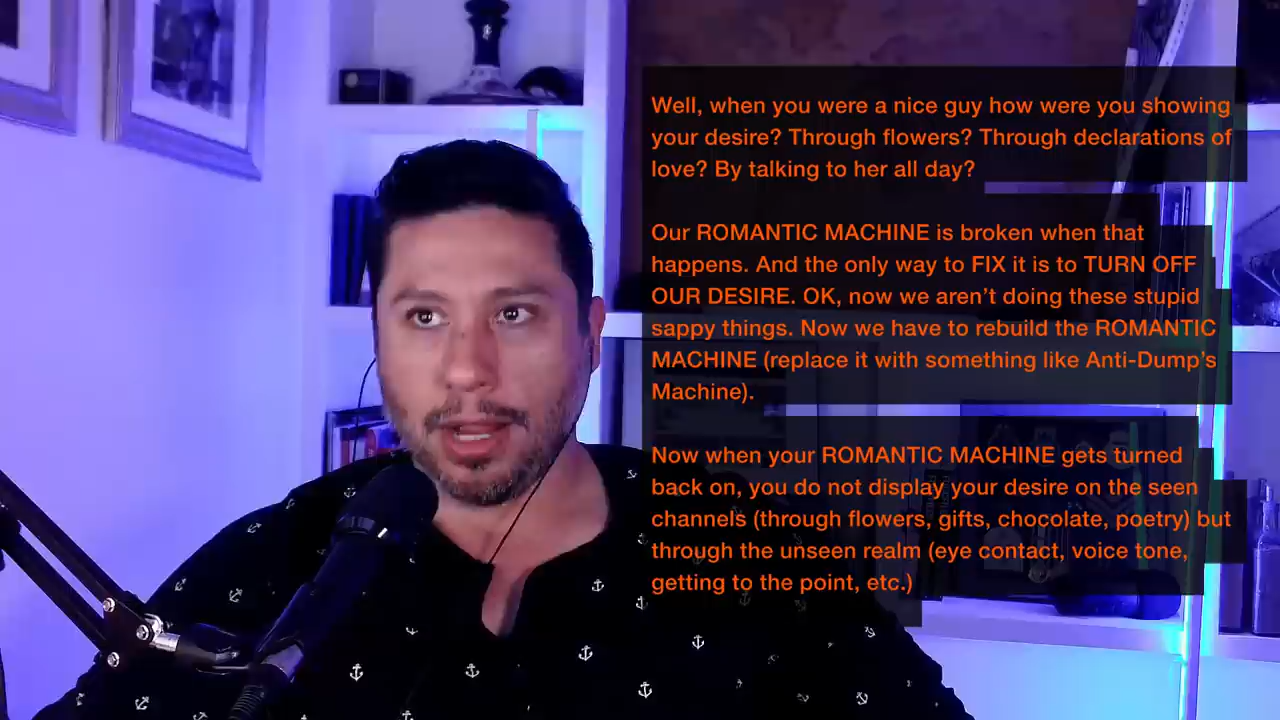 Well, when you were a nice guy how were you showing
your desire? Through flowers? Through declarations of
love? By talking to her all day?
Our ROMANTIC MACHINE is broken when that
happens. And the only way to FIX it is to TURN OFF
OUR DESIRE. OK, now we aren’t doing these stupid
sappy things. Now we have to rebuild the ROMANTIC
MACHINE (replace it with something like Anti-Dump’s
Machine).
Now when your ROMANTIC MACHINE gets turned
back on, you do not display your desire on the seen
channels (through flowers, gifts, chocolate, poetry) but
through the unseen realm (eye contact, voice tone,
getting to the point, etc.)